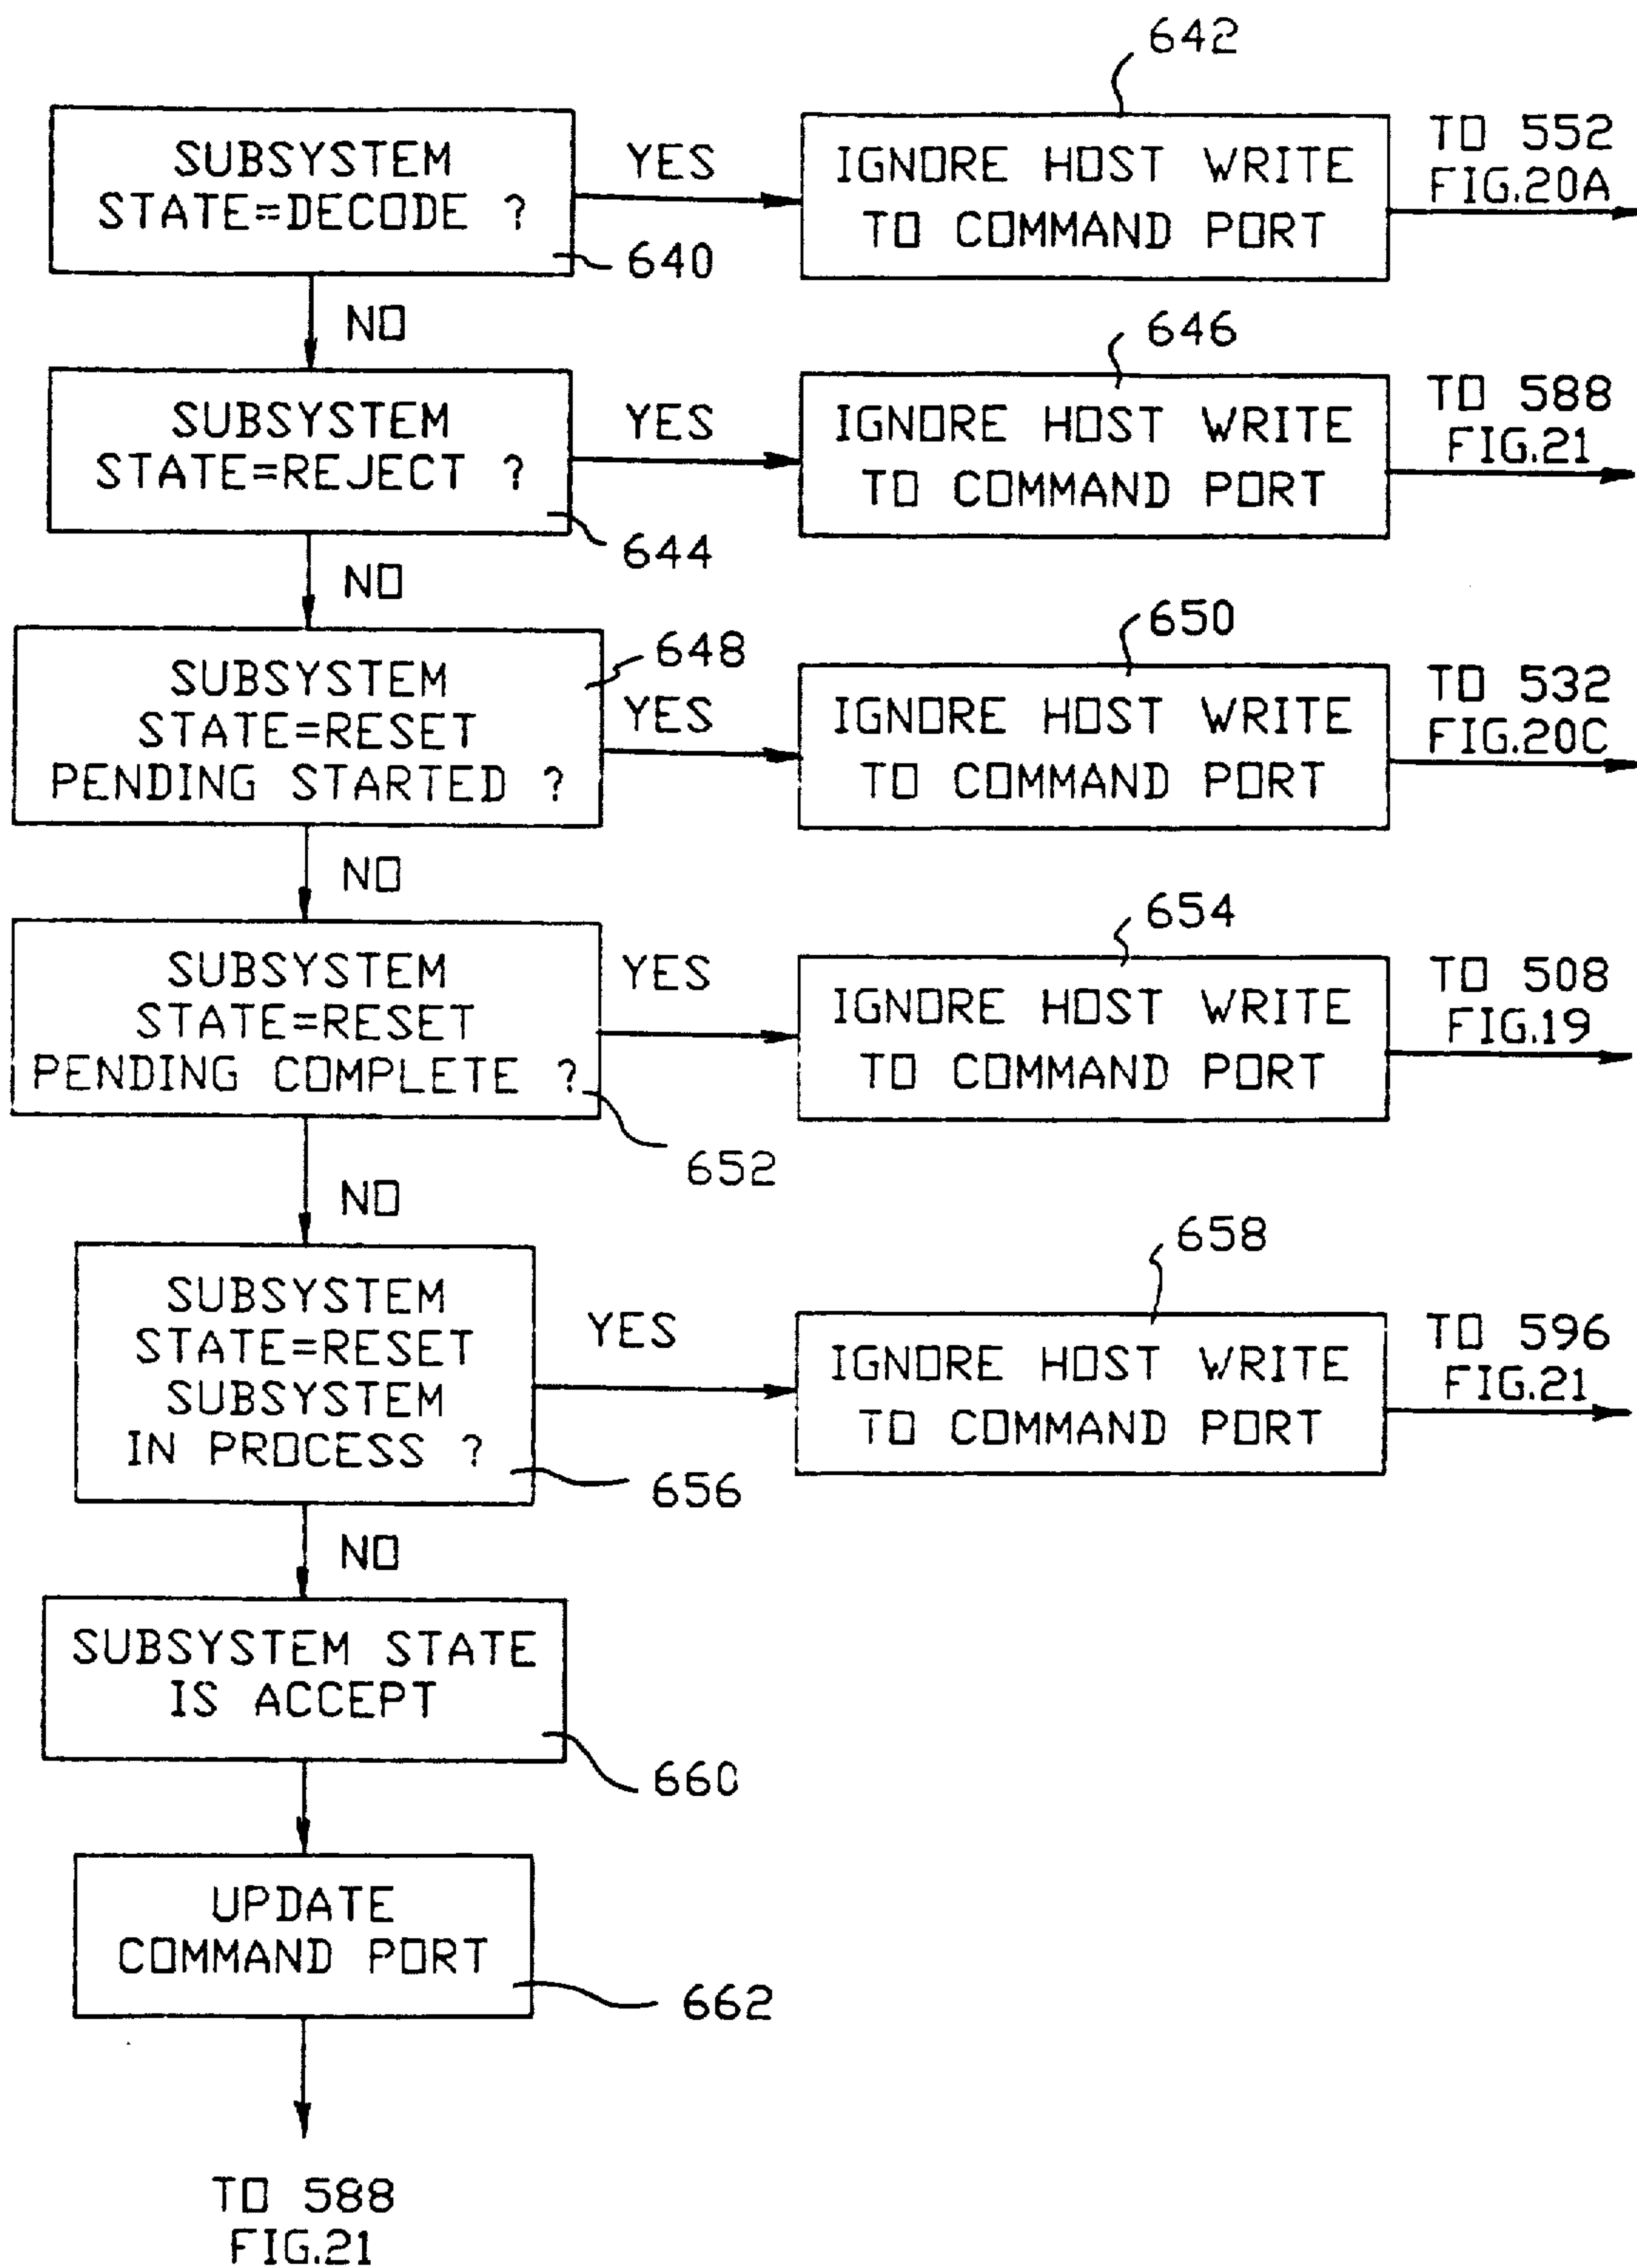 642
SUBSYSTEM
STATE=DECODE ?
640
YES
IGNORE HOST WRITE
TO COMMAND PORT
TO 552
FIG.20A
NO
646
SUBSYSTEM
STATE=REJECT ?
644
YES
IGNORE HOST WRITE
TO COMMAND PORT
TO 588
FIG.21
NO
648
650
SUBSYSTEM
STATE=RESET
PENDING STARTED ?
YES
IGNORE HOST WRITE
TO COMMAND PORT
TO 532
FIG.20C
NO
654
SUBSYSTEM
STATE=RESET
PENDING COMPLETE ?
652
YES
IGNORE HOST WRITE
TO COMMAND PORT
TO 508
FIG.19
NO
658
SUBSYSTEM
STATE=RESET
SUBSYSTEM
IN PROCESS ?
656
YES
IGNORE HOST WRITE
TO COMMAND PORT
TO 596
FIG.21
NO
SUBSYSTEM STATE
IS ACCEPT
660
UPDATE
COMMAND PORT
662
TO 588
FIG.21